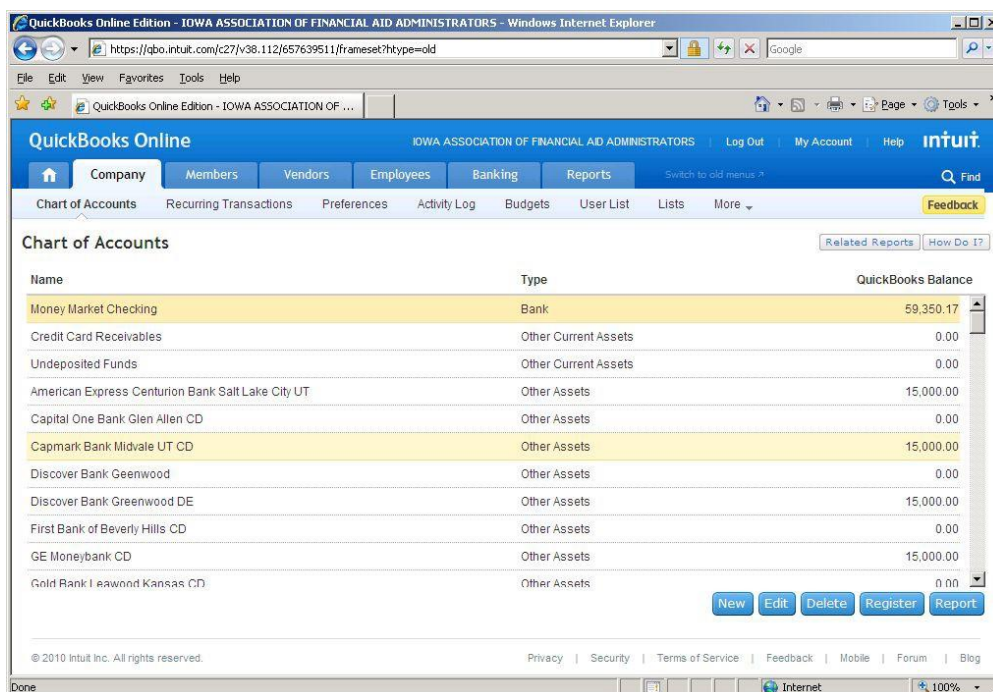 QuickBooks Online Edition - IOWA ASSOCIATION OF FINANCIAL AID ADMINISTRATORS - Windows Internet Explorer
https://qbo.intuit.com/c27/v38.112/657639511/frameset?htype=old
Google
File Edit View Favorites Tools Help
QuickBooks Online Edition - IOWA ASSOCIATION OF ...
Page Tools
QuickBooks Online
IOWA ASSOCIATION OF FINANCIAL AID ADMINISTRATORS | Log Out | My Account | Help
intuit.
Company Members Vendors Employees Banking Reports Switch to old menus Find
Chart of Accounts Recurring Transactions Preferences Activity Log Budgets User List Lists More Feedback
Chart of Accounts Related Reports How Do I?
Name Type QuickBooks Balance
Money Market Checking Bank 59,350.17
Credit Card Receivables Other Current Assets 0.00
Undeposited Funds Other Current Assets 0.00
American Express Centurion Bank Salt Lake City UT Other Assets 15,000.00
Capital One Bank Glen Allen CD Other Assets 0.00
Capmark Bank Midvale UT CD Other Assets 15,000.00
Discover Bank Geenwood Other Assets 0.00
Discover Bank Greenwood DE Other Assets 15,000.00
First Bank of Beverly Hills CD Other Assets 0.00
GE Moneybank CD Other Assets 15,000.00
Gold Bank Leawood Kansas CD Other Assets 0.00
New Edit Delete Register Report
© 2010 Intuit Inc. All rights reserved. Privacy | Security | Terms of Service | Feedback | Mobile | Forum | Blog
Done Internet 100%